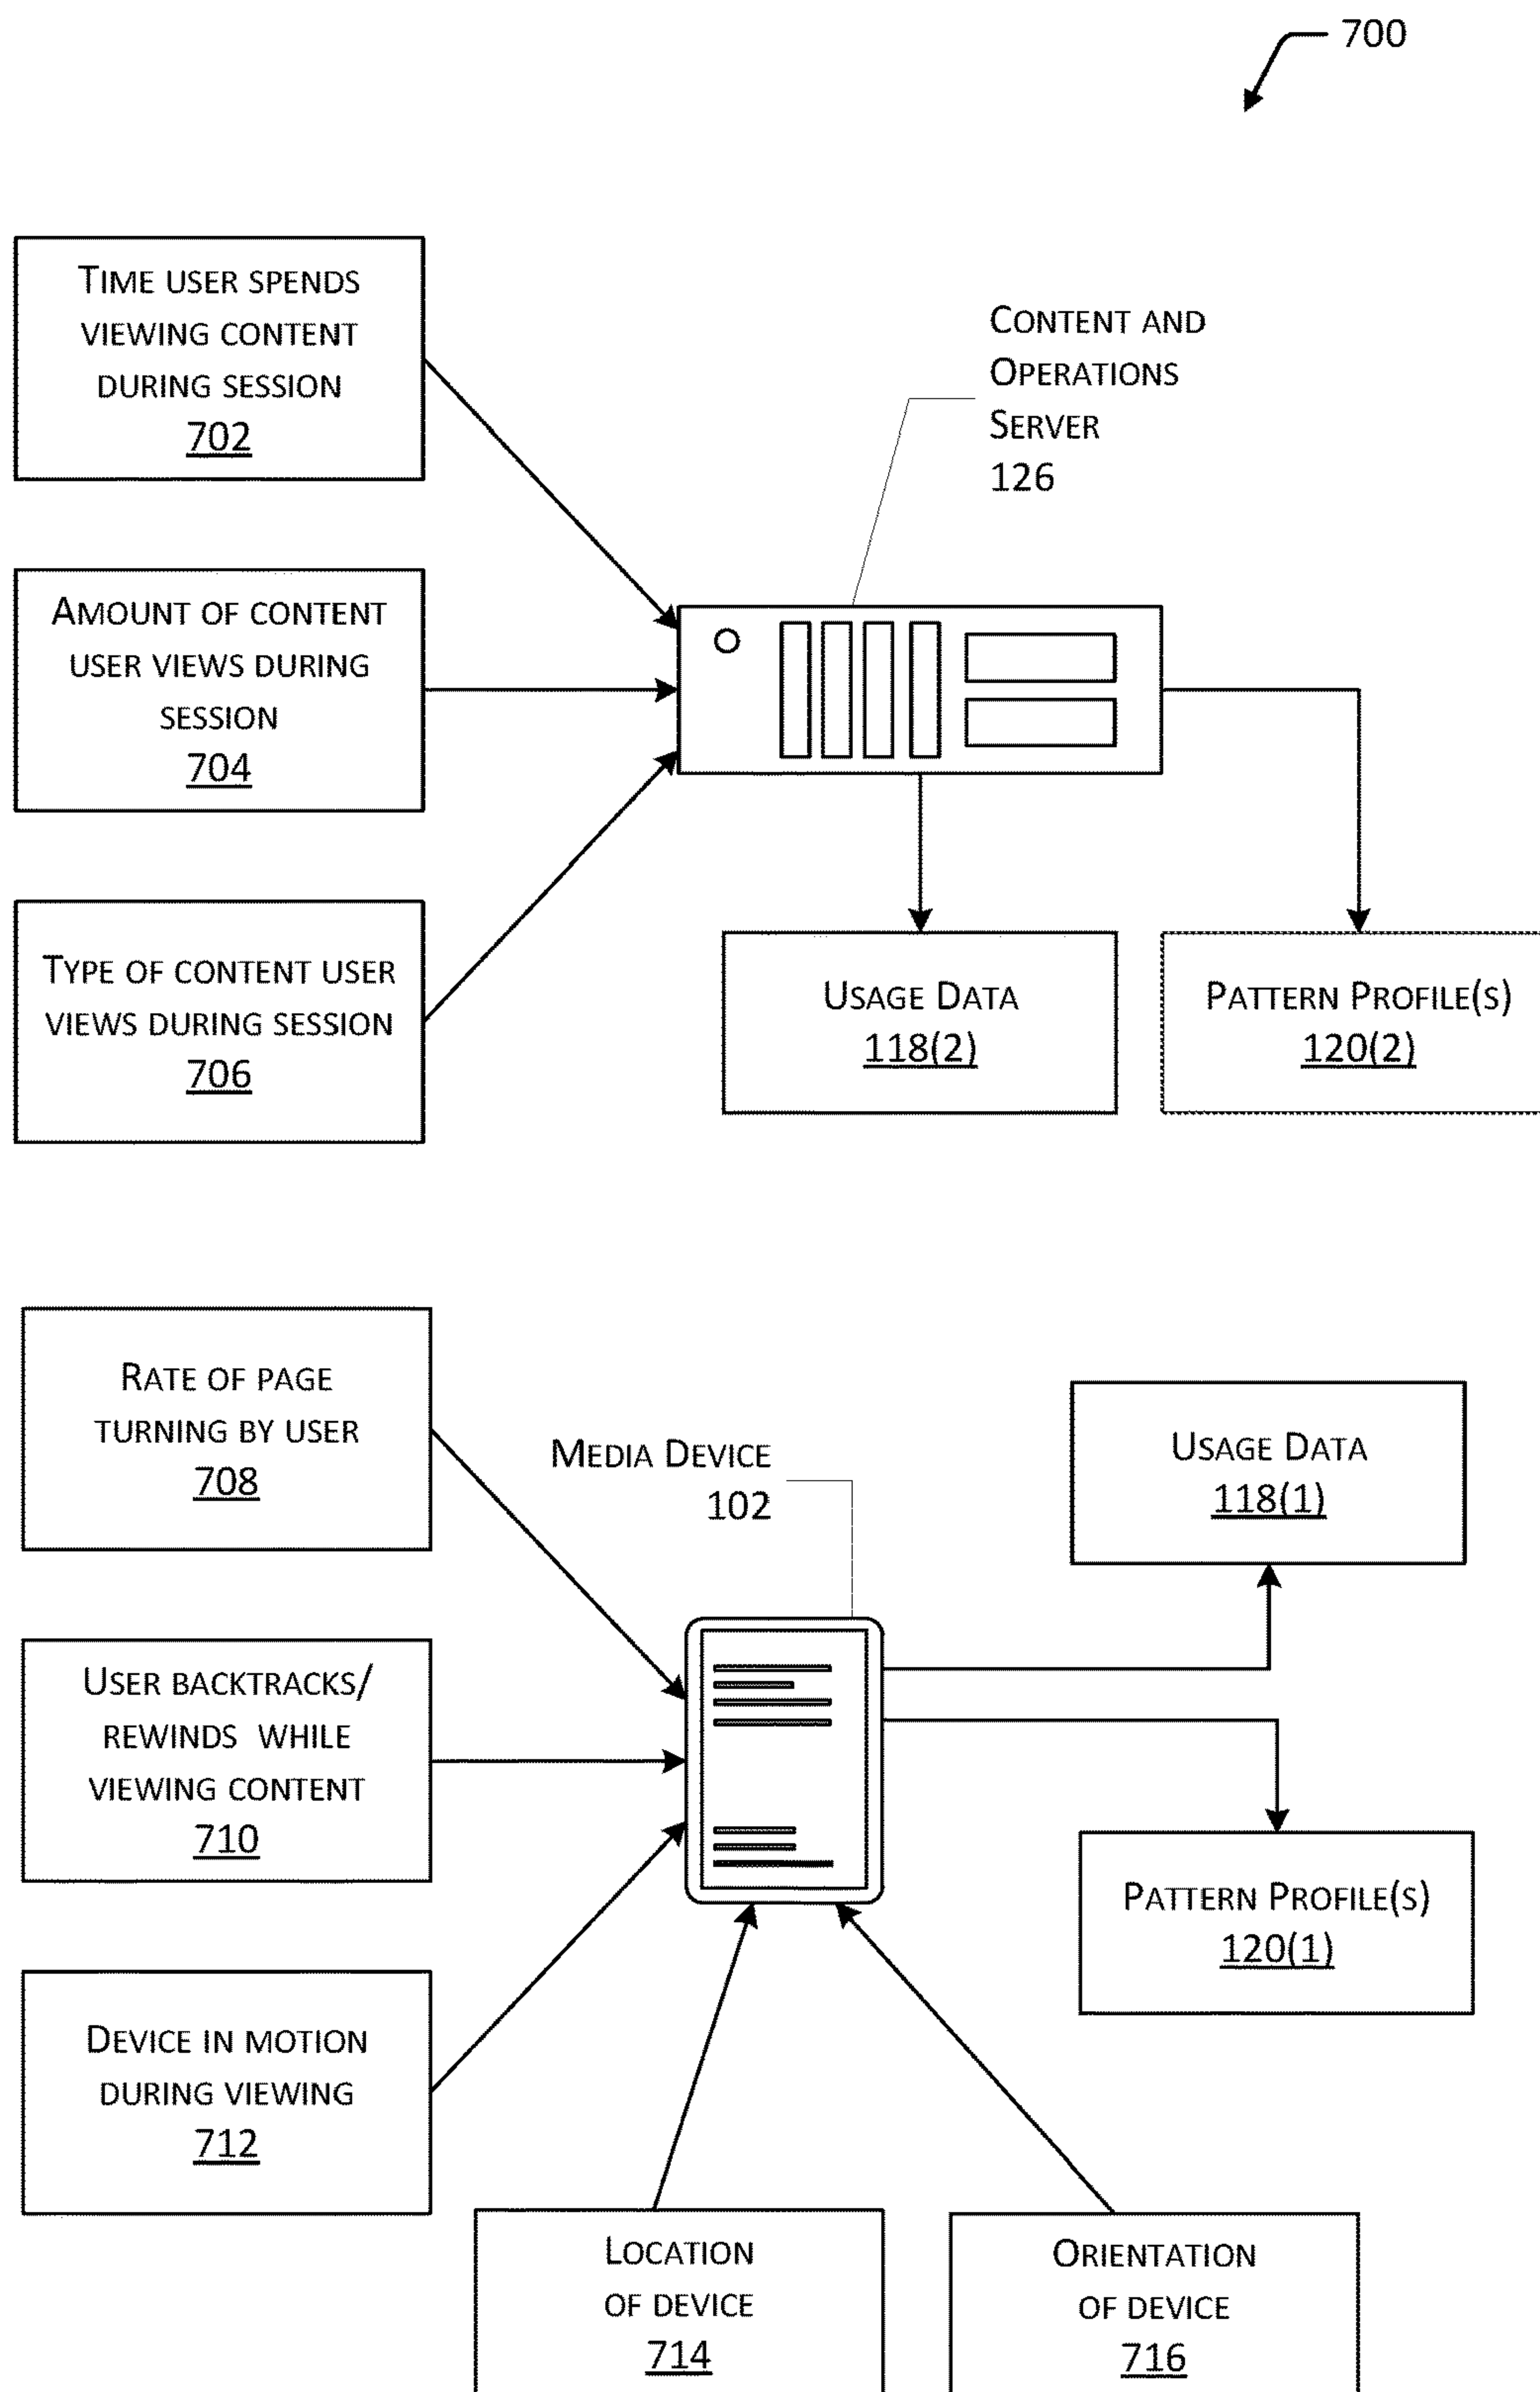 700
Time user spends
viewing content
during session
702
Content and
Operations
Server
126
Amount of content
user views during
session
704
Type of content user
views during session
706
Usage Data
118(2)
Pattern Profile(s)
120(2)
Rate of page
turning by user
708
Media Device
102
Usage Data
118(1)
User backtracks/
rewinds while
viewing content
710
Pattern Profile(s)
120(1)
Device in motion
during viewing
712
Location
of device
714
Orientation
of device
716